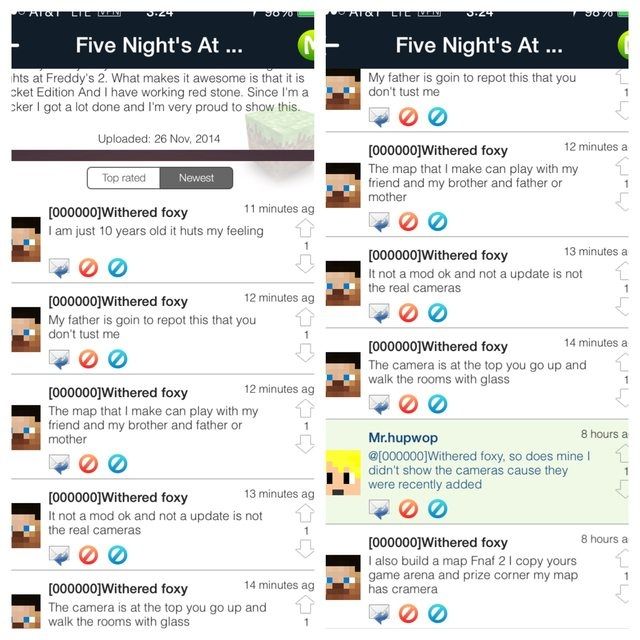 AT&T LTE VPN 3:24 98%
Five Night's At ...
hts at Freddy's 2. What makes it awesome is that it is
cket Edition And I have working red stone. Since I'm a
cker I got a lot done and I'm very proud to show this.
Uploaded: 26 Nov, 2014
Top rated Newest
[000000]Withered foxy 11 minutes ag
I am just 10 years old it huts my feeling
1
[000000]Withered foxy 12 minutes ag
My father is goin to repot this that you
don't tust me
1
[000000]Withered foxy 12 minutes ag
The map that I make can play with my
friend and my brother and father or
mother
1
[000000]Withered foxy 13 minutes ag
It not a mod ok and not a update is not
the real cameras
1
[000000]Withered foxy 14 minutes ag
The camera is at the top you go up and
walk the rooms with glass
1
AT&T LTE VPN 3:24 98%
Five Night's At ...
My father is goin to repot this that you
don't tust me
1
[000000]Withered foxy 12 minutes a
The map that I make can play with my
friend and my brother and father or
mother
1
[000000]Withered foxy 13 minutes a
It not a mod ok and not a update is not
the real cameras
1
[000000]Withered foxy 14 minutes a
The camera is at the top you go up and
walk the rooms with glass
1
Mr.hupwop 8 hours a
@[000000]Withered foxy, so does mine I
didn't show the cameras cause they
were recently added
1
[000000]Withered foxy 8 hours a
I also build a map Fnaf 2 I copy yours
game arena and prize corner my map
has cramera
1